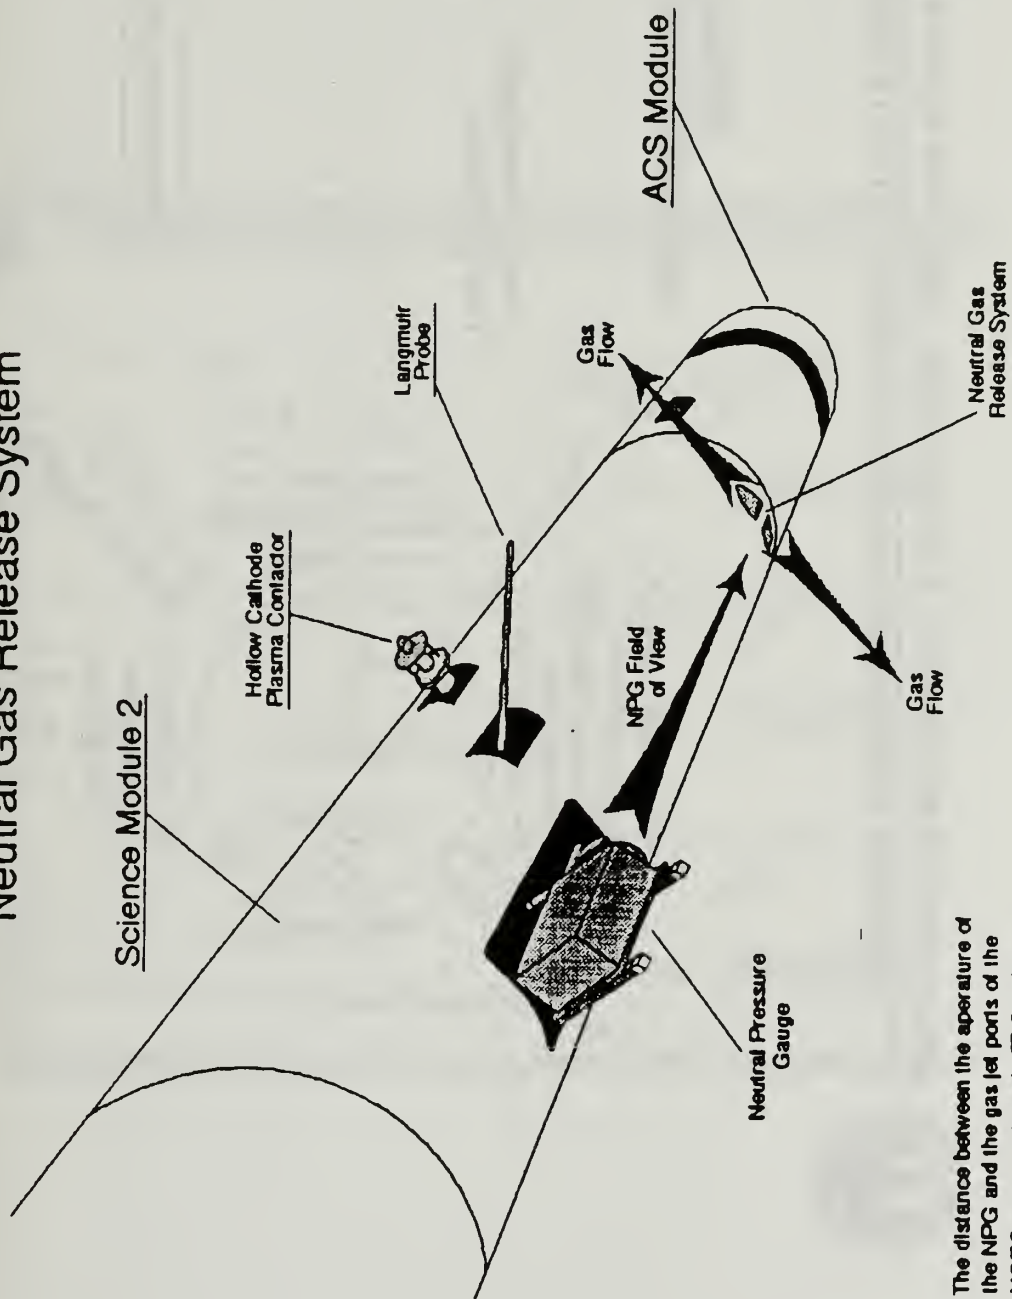 Neutral Gas Release System
Science Module 2
Hollow Cathode
Plasma Contactor
Langmuir
Probe
ACS Module
Gas
Flow
NPG Field
of View
Gas
Flow
Neutral Gas
Release System
Neutral Pressure
Gauge
The distance between the aperature of
the NPG and the gas jet ports of the